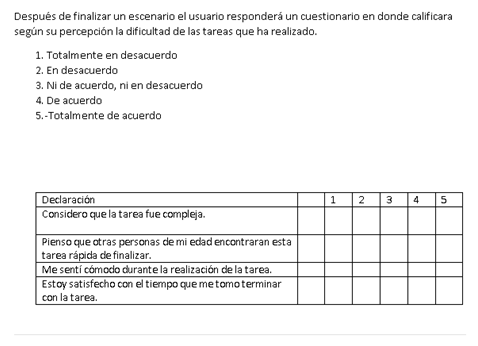 Después de finalizar un escenario el usuario responderá un cuestionario en donde calificara
según su percepción la dificultad de las tareas que ha realizado.
1. Totalmente en desacuerdo
2. En desacuerdo
3. Ni de acuerdo, ni en desacuerdo
4. De acuerdo
5.-Totalmente de acuerdo
Declaración 1 2 3 4 5
Considero que la tarea fue compleja.
Pienso que otras personas de mi edad encontraran esta
tarea rápida de finalizar.
Me sentí cómodo durante la realización de la tarea.
Estoy satisfecho con el tiempo que me tomo terminar
con la tarea.